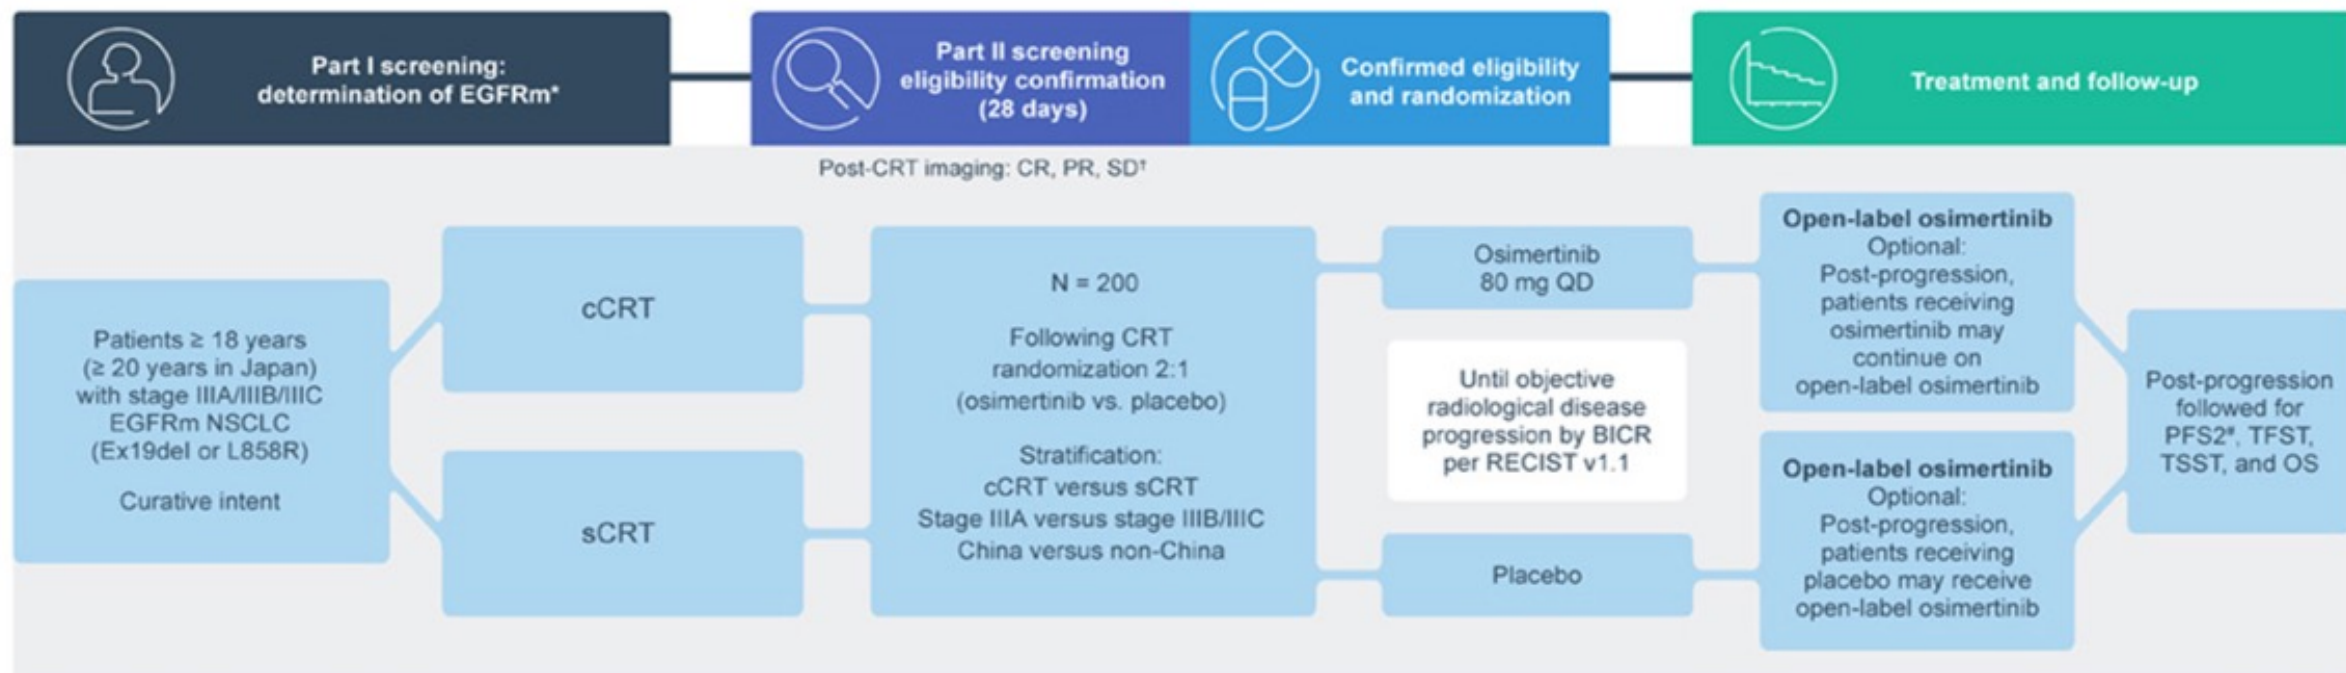 Part I screening:
determination of EGFRm*
Part II screening
eligibility confirmation
(28 days)
Confirmed eligibility
and randomization
Treatment and follow-up
Post-CRT imaging: CR, PR, SD†
Patients ≥ 18 years
(≥ 20 years in Japan)
with stage IIIA/IIIB/IIIC
EGFRm NSCLC
(Ex19del or L858R)
Curative intent
cCRT
sCRT
N = 200
Following CRT
randomization 2:1
(osimertinib vs. placebo)
Stratification:
cCRT versus sCRT
Stage IIIA versus stage IIIB/IIIC
China versus non-China
Osimertinib
80 mg QD
Until objective
radiological disease
progression by BICR
per RECIST v1.1
Placebo
Open-label osimertinib
Optional:
Post-progression,
patients receiving
osimertinib may
continue on
open-label osimertinib
Open-label osimertinib
Optional:
Post-progression,
patients receiving
placebo may receive
open-label osimertinib
Post-progression
followed for
PFS2#, TFST,
TSST, and OS